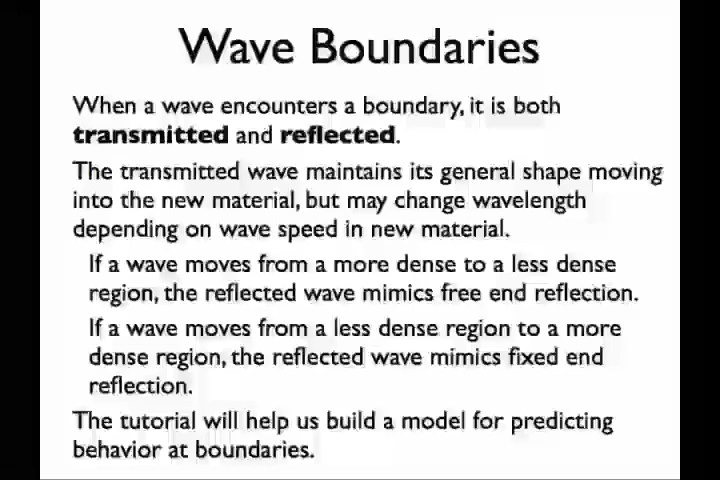 Wave Boundaries
When a wave encounters a boundary, it is both
transmitted and reflected.
The transmitted wave maintains its general shape moving
into the new material, but may change wavelength
depending on wave speed in new material.
If a wave moves from a more dense to a less dense
region, the reflected wave mimics free end reflection.
If a wave moves from a less dense region to a more
dense region, the reflected wave mimics fixed end
reflection.
The tutorial will help us build a model for predicting
behavior at boundaries.